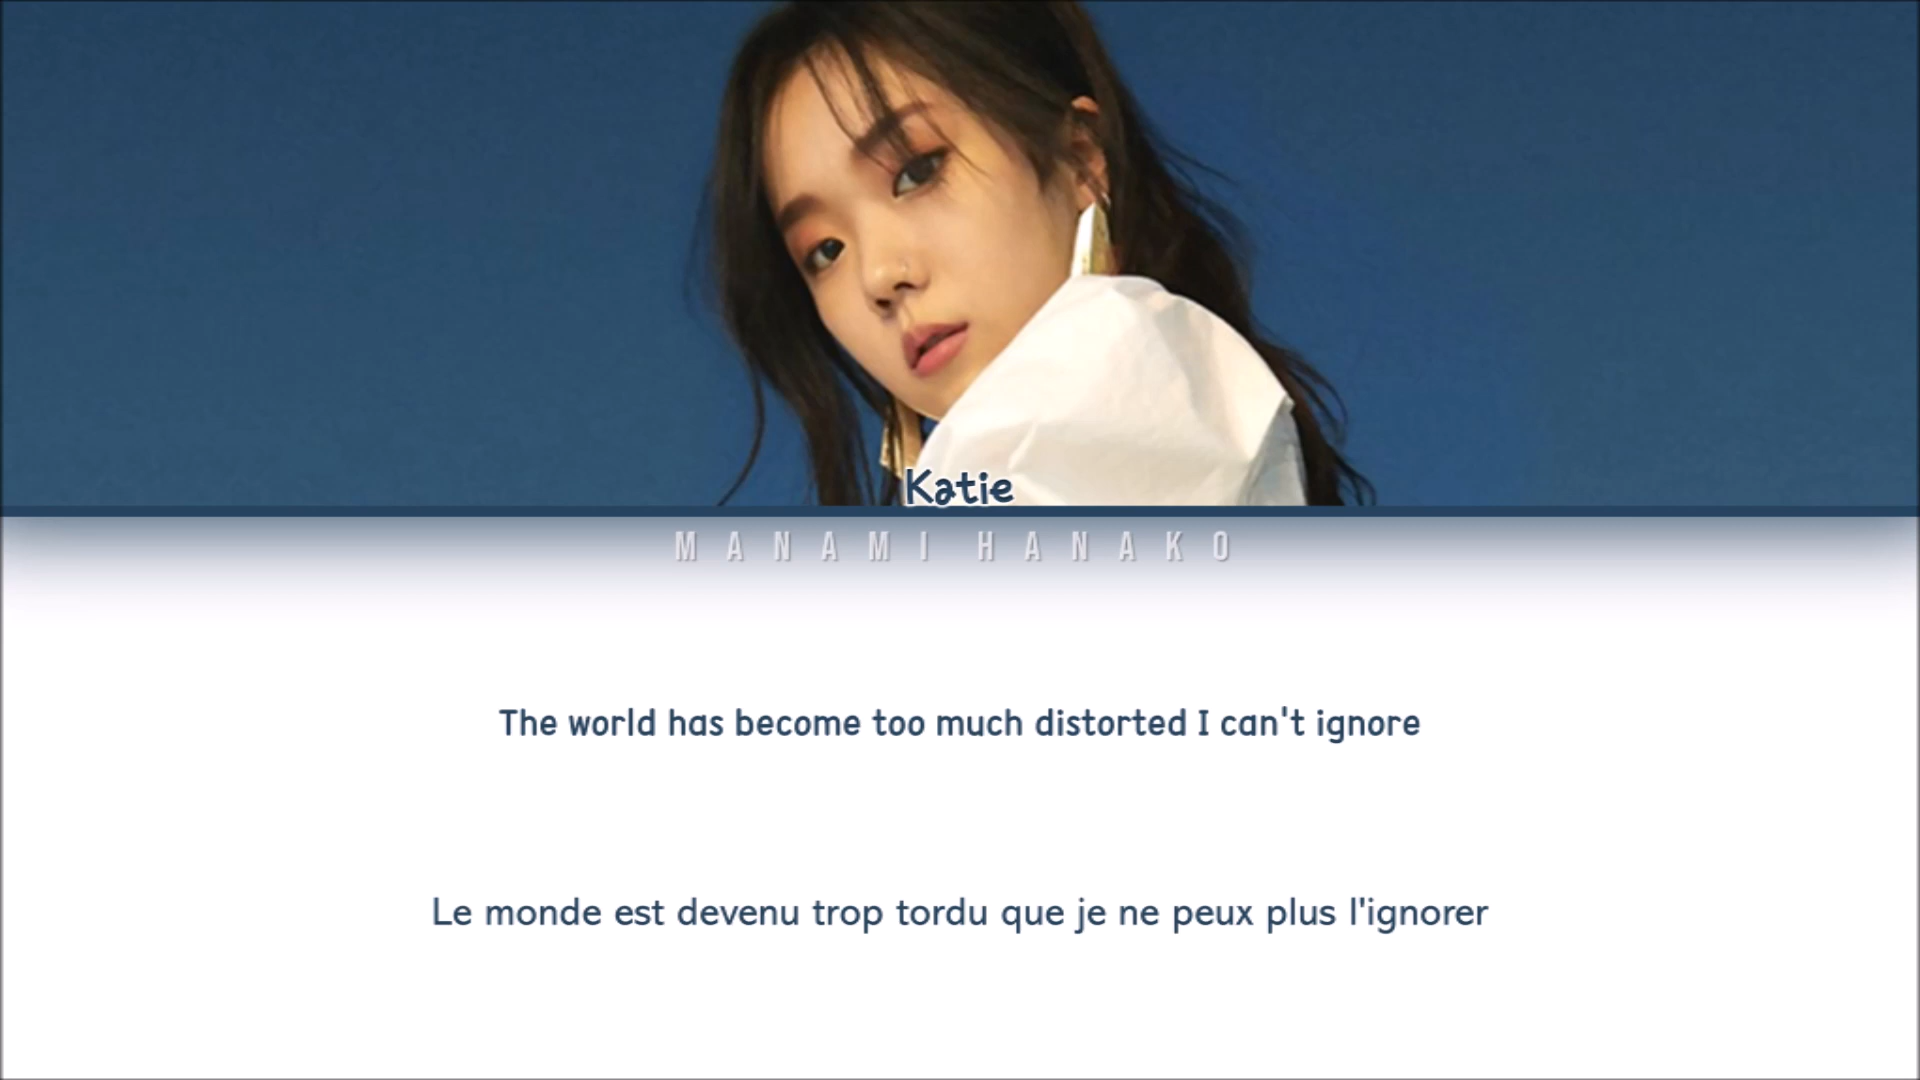 Katie
MANAMI HANAKO
The world has become too much distorted I can't ignore
Le monde est devenu trop tordu que je ne peux plus l'ignorer